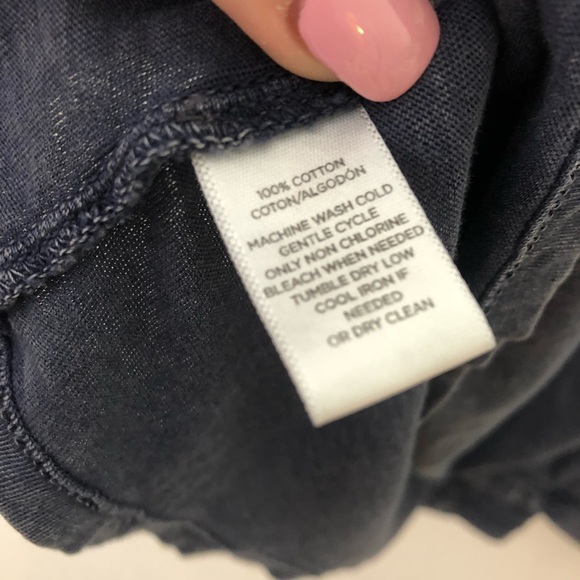 100% COTTON
COTON/ALGODÓN
MACHINE WASH COLD
GENTLE CYCLE
ONLY NON CHLORINE
BLEACH WHEN NEEDED
TUMBLE DRY LOW
COOL IRON IF
NEEDED
OR DRY CLEAN